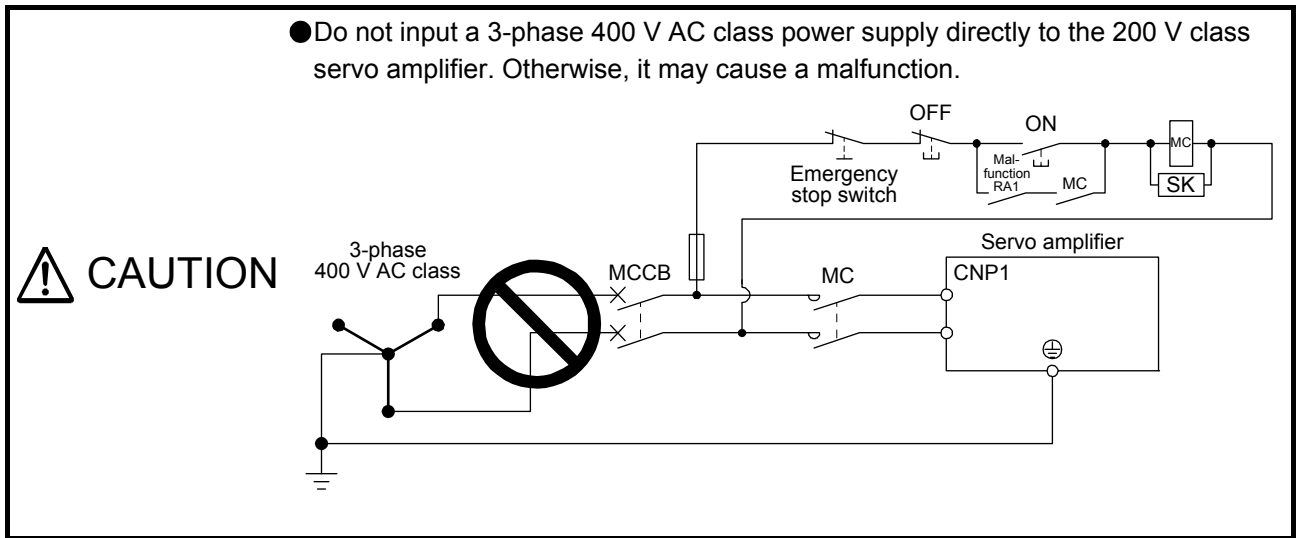 ●Do not input a 3-phase 400 V AC class power supply directly to the 200 V class
servo amplifier. Otherwise, it may cause a malfunction.
CAUTION
OFF
ON
MC
SK
Emergency
stop switch
Mal-
function
RA1
MC
3-phase
400 V AC class
MCCB
MC
Servo amplifier
CNP1